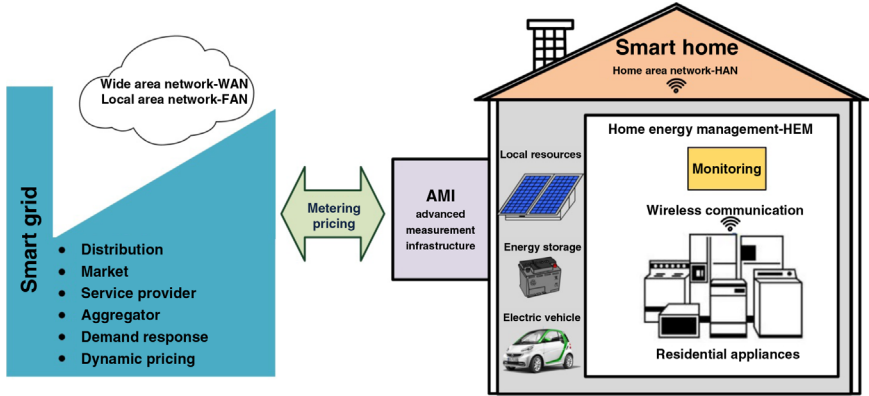 Wide area network-WAN
Local area network-FAN
Smart grid
Distribution
Market
Service provider
Aggregator
Demand response
Dynamic pricing
Metering
pricing
AMI
advanced
measurement
infrastructure
Smart home
Home area network-HAN
Local resources
Energy storage
Electric vehicle
Home energy management-HEM
Monitoring
Wireless communication
Residential appliances